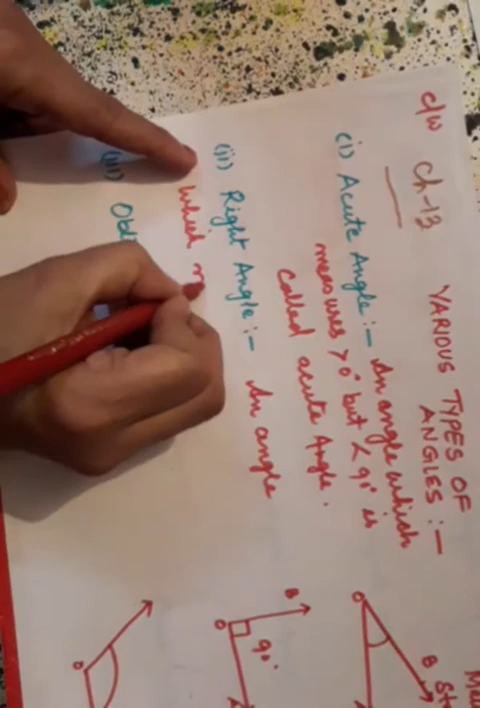 c/w Ch-13
VARIOUS TYPES OF
ANGLES :-
(i) Acute Angle :- An angle which
measures > 0° but < 90° is
called acute Angle.
(ii) Right Angle :- An angle
which
(iii)
B
O
B
O
90°
O